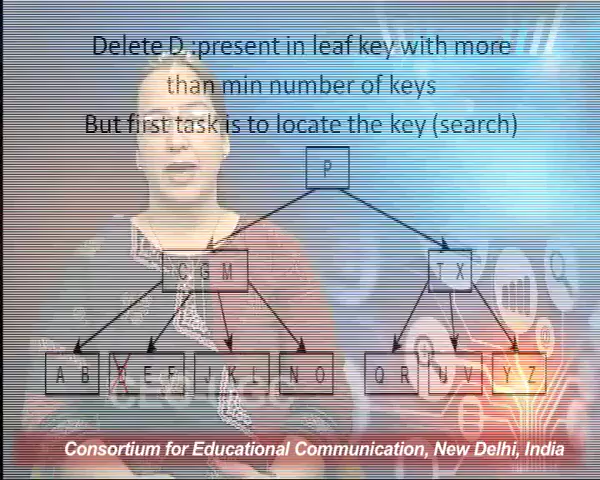 Delete D :present in leaf key with more
than min number of keys
But first task is to locate the key (search)
P
C G M
T X
A B
D E F
J K L
N O
Q R
U V
Y Z
Consortium for Educational Communication, New Delhi, India